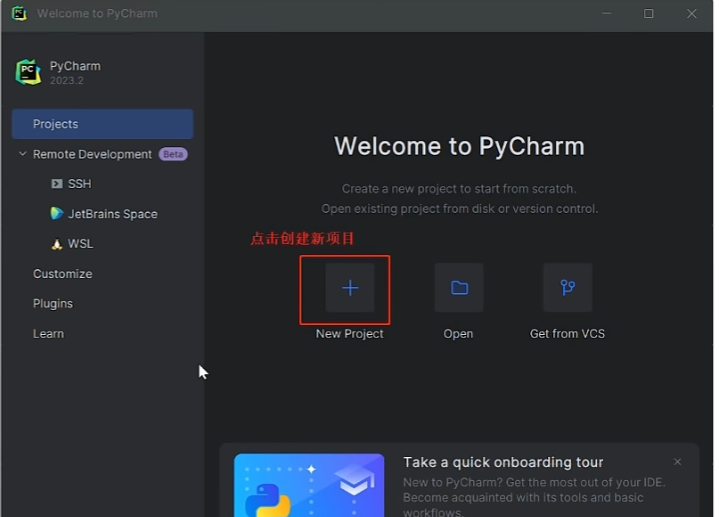 Welcome to PyCharm
PyCharm
2023.2
Projects
Remote Development Beta
SSH
JetBrains Space
WSL
Customize
Plugins
Learn
Welcome to PyCharm
Create a new project to start from scratch.
Open existing project from disk or version control.
点击创建新项目
New Project
Open
Get from VCS
Take a quick onboarding tour
New to PyCharm? Get the most out of your IDE.
Become acquainted with its tools and basic
workflows.